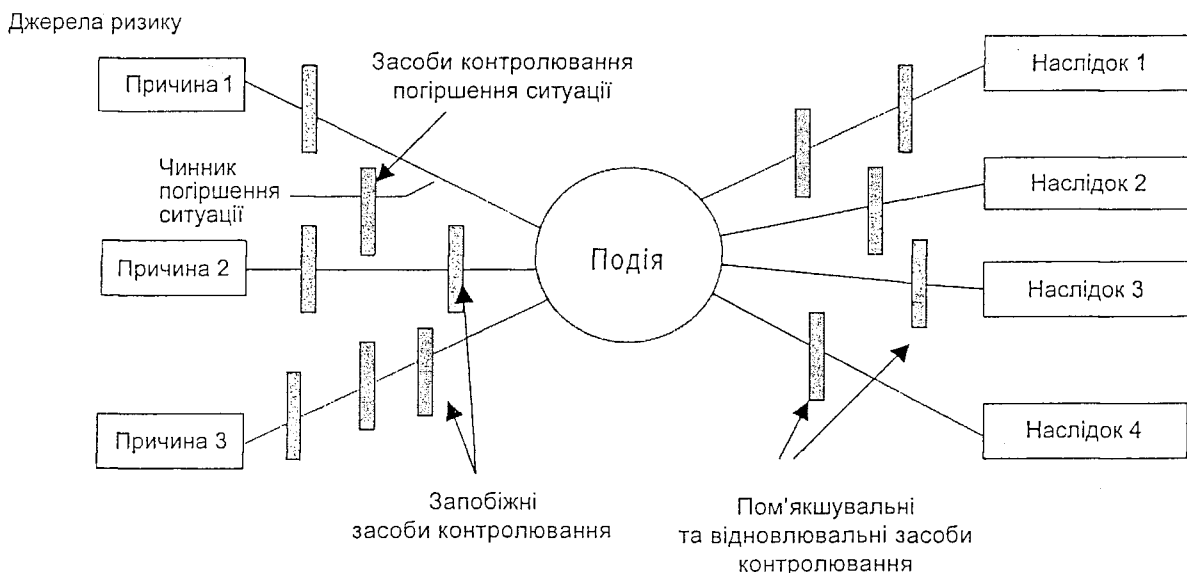 Джерела ризику
Причина 1
Засоби контролювання
погіршення ситуації
Чинник
погіршення
ситуації
Причина 2
Причина 3
Запобіжні
засоби контролювання
Подія
Наслідок 1
Наслідок 2
Наслідок 3
Наслідок 4
Пом'якшувальні
та відновлювальні засоби
контролювання